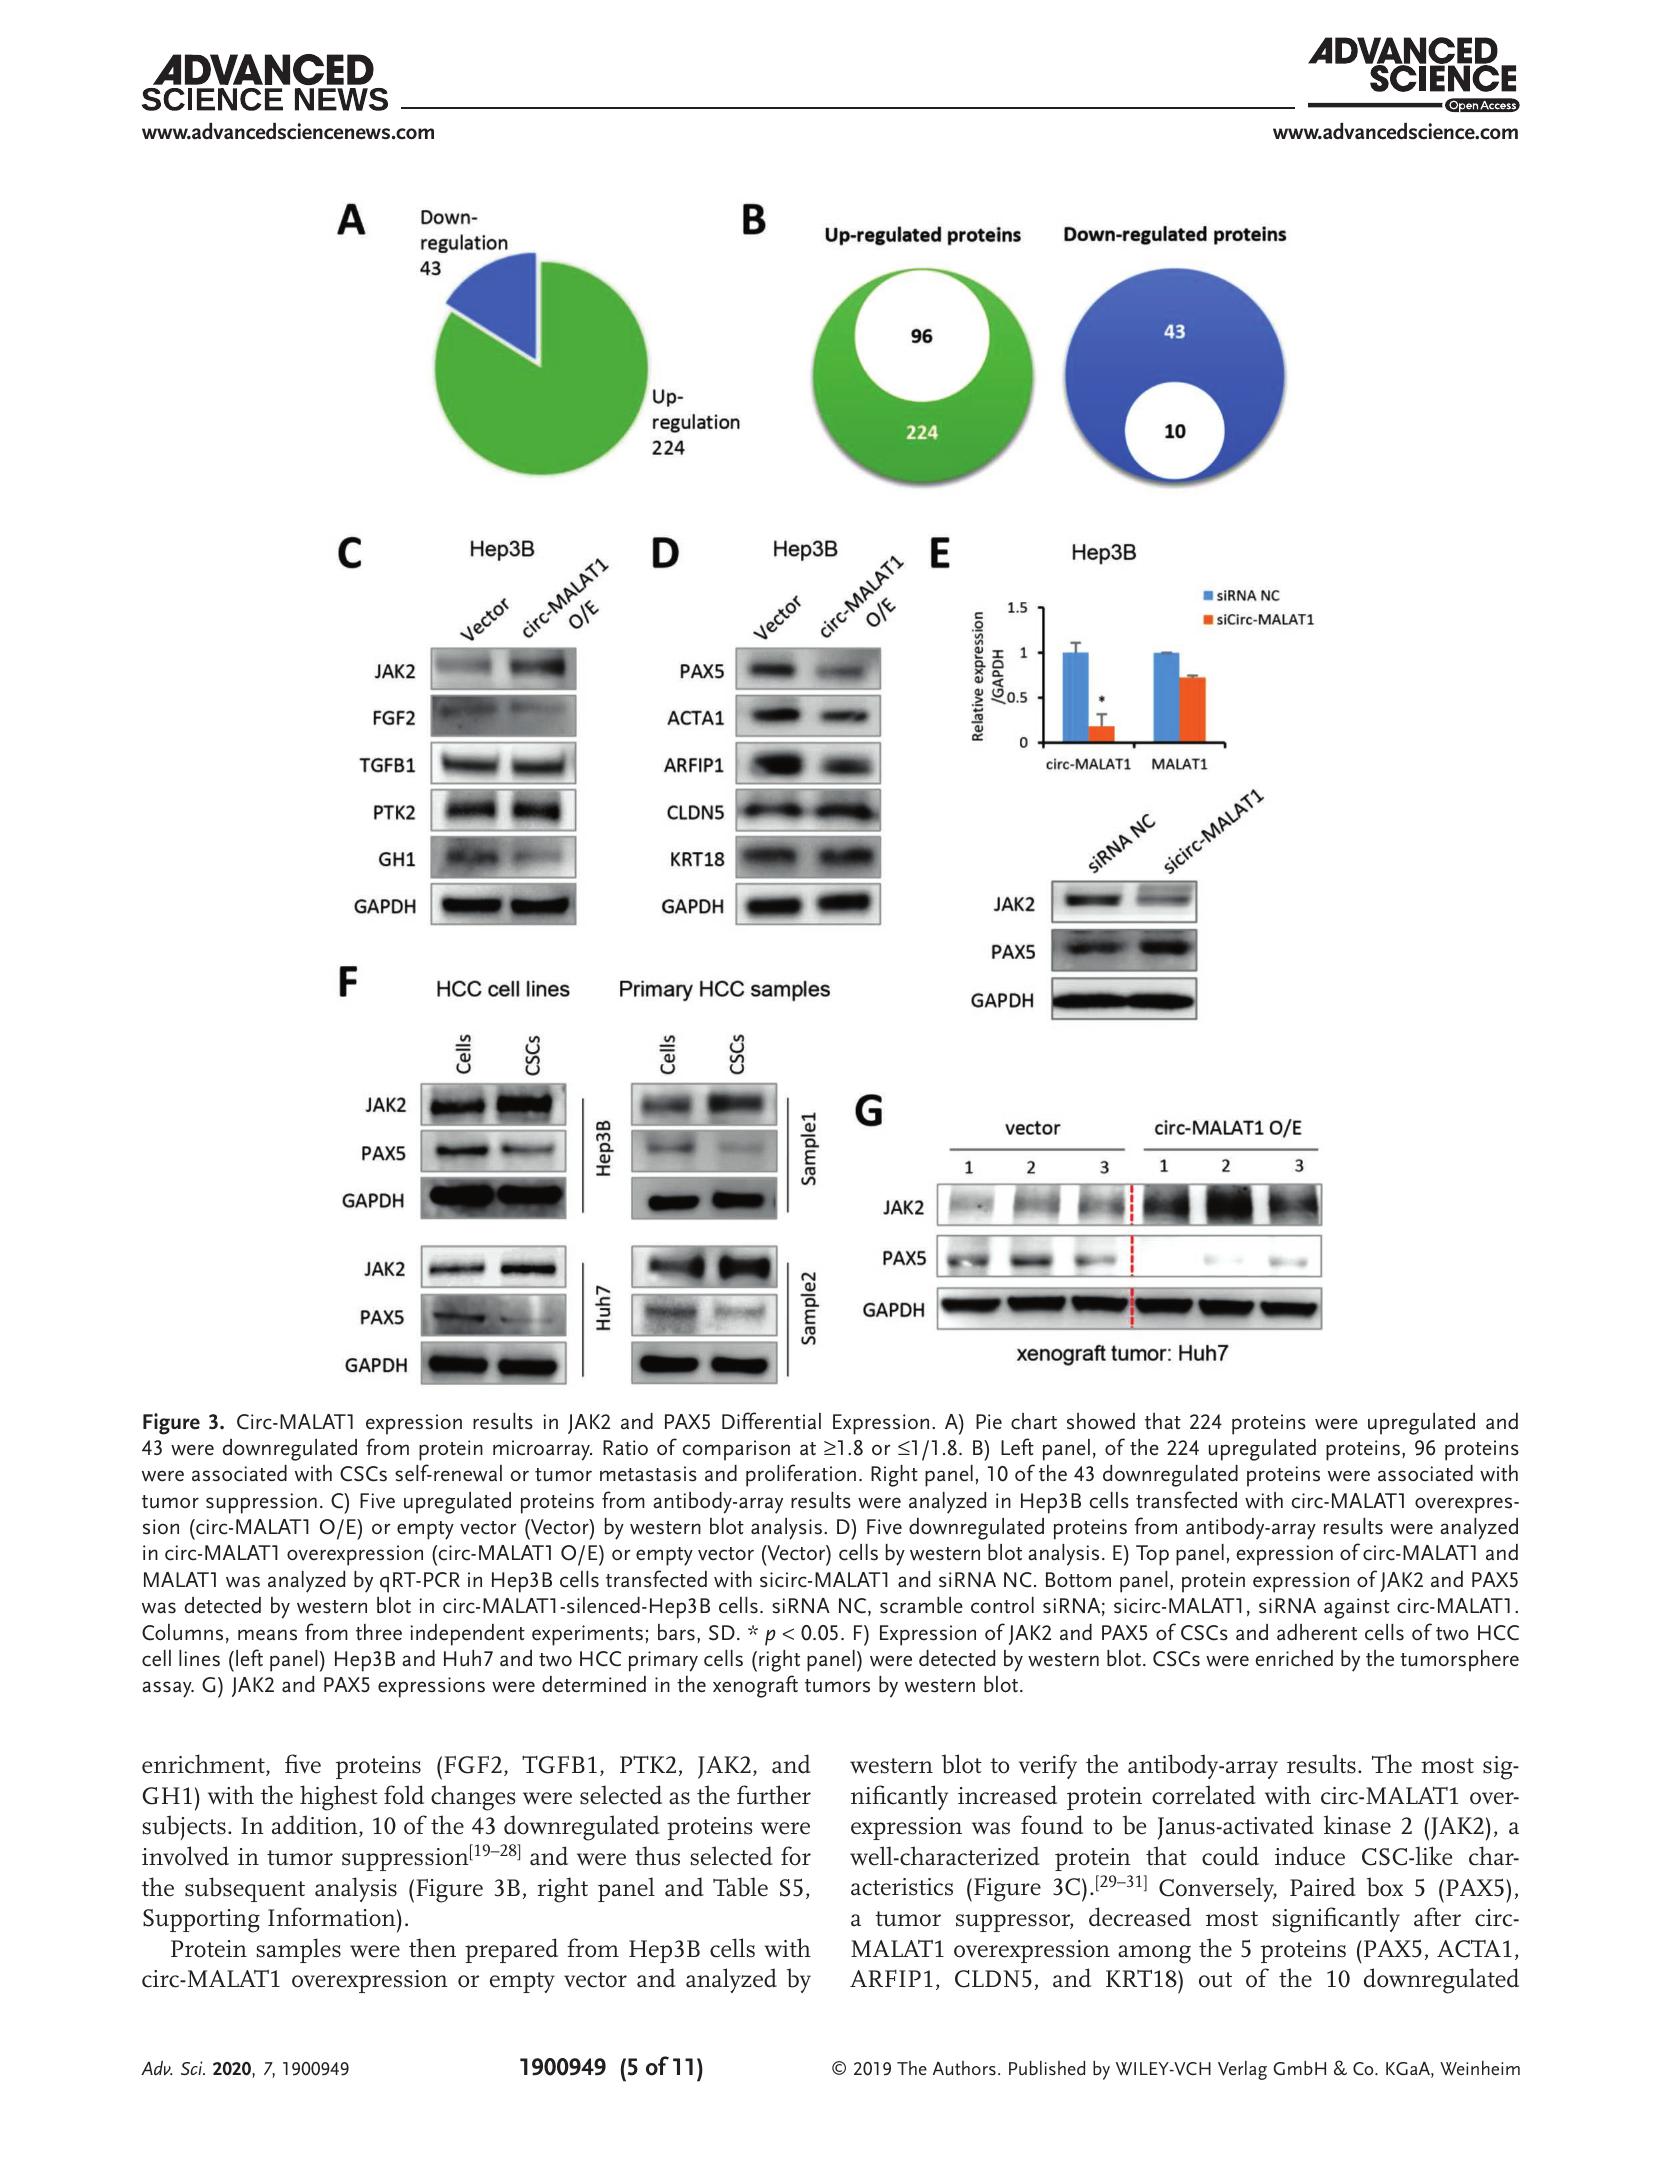 ADVANCED
SCIENCE NEWS
www.advancedsciencenews.com
ADVANCED
SCIENCE
Open Access
www.advancedscience.com
A
Down-
regulation
43
Up-
regulation
224
B
Up-regulated proteins
96
224
Down-regulated proteins
43
10
C
Hep3B
Vector
circ-MALAT1
O/E
JAK2
FGF2
TGFB1
PTK2
GH1
GAPDH
D
Hep3B
Vector
circ-MALAT1
O/E
PAX5
ACTA1
ARFIP1
CLDN5
KRT18
GAPDH
E
Hep3B
siRNA NC
siCirc-MALAT1
Relative expression
/GAPDH
1.5
1
0.5
0
*
circ-MALAT1 MALAT1
siRNA NC
sicirc-MALAT1
JAK2
PAX5
GAPDH
F
HCC cell lines
Primary HCC samples
Cells
CSCs
Cells
CSCs
JAK2
PAX5
GAPDH
Hep3B
Sample1
JAK2
PAX5
GAPDH
Huh7
Sample2
G
vector
circ-MALAT1 O/E
1 2 3 1 2 3
JAK2
PAX5
GAPDH
xenograft tumor: Huh7
Figure 3. Circ-MALAT1 expression results in JAK2 and PAX5 Differential Expression. A) Pie chart showed that 224 proteins were upregulated and
43 were downregulated from protein microarray. Ratio of comparison at ≥1.8 or ≤1/1.8. B) Left panel, of the 224 upregulated proteins, 96 proteins
were associated with CSCs self-renewal or tumor metastasis and proliferation. Right panel, 10 of the 43 downregulated proteins were associated with
tumor suppression. C) Five upregulated proteins from antibody-array results were analyzed in Hep3B cells transfected with circ-MALAT1 overexpres-
sion (circ-MALAT1 O/E) or empty vector (Vector) by western blot analysis. D) Five downregulated proteins from antibody-array results were analyzed
in circ-MALAT1 overexpression (circ-MALAT1 O/E) or empty vector (Vector) cells by western blot analysis. E) Top panel, expression of circ-MALAT1 and
MALAT1 was analyzed by qRT-PCR in Hep3B cells transfected with sicirc-MALAT1 and siRNA NC. Bottom panel, protein expression of JAK2 and PAX5
was detected by western blot in circ-MALAT1-silenced-Hep3B cells. siRNA NC, scramble control siRNA; sicirc-MALAT1, siRNA against circ-MALAT1.
Columns, means from three independent experiments; bars, SD. * p < 0.05. F) Expression of JAK2 and PAX5 of CSCs and adherent cells of two HCC
cell lines (left panel) Hep3B and Huh7 and two HCC primary cells (right panel) were detected by western blot. CSCs were enriched by the tumorsphere
assay. G) JAK2 and PAX5 expressions were determined in the xenograft tumors by western blot.
enrichment, five proteins (FGF2, TGFB1, PTK2, JAK2, and
GH1) with the highest fold changes were selected as the further
subjects. In addition, 10 of the 43 downregulated proteins were
involved in tumor suppression[19–28] and were thus selected for
the subsequent analysis (Figure 3B, right panel and Table S5,
Supporting Information).
Protein samples were then prepared from Hep3B cells with
circ-MALAT1 overexpression or empty vector and analyzed by
western blot to verify the antibody-array results. The most sig-
nificantly increased protein correlated with circ-MALAT1 over-
expression was found to be Janus-activated kinase 2 (JAK2), a
well-characterized protein that could induce CSC-like char-
acteristics (Figure 3C).[29–31] Conversely, Paired box 5 (PAX5),
a tumor suppressor, decreased most significantly after circ-
MALAT1 overexpression among the 5 proteins (PAX5, ACTA1,
ARFIP1, CLDN5, and KRT18) out of the 10 downregulated
Adv. Sci. 2020, 7, 1900949
1900949 (5 of 11)
© 2019 The Authors. Published by WILEY-VCH Verlag GmbH & Co. KGaA, Weinheim